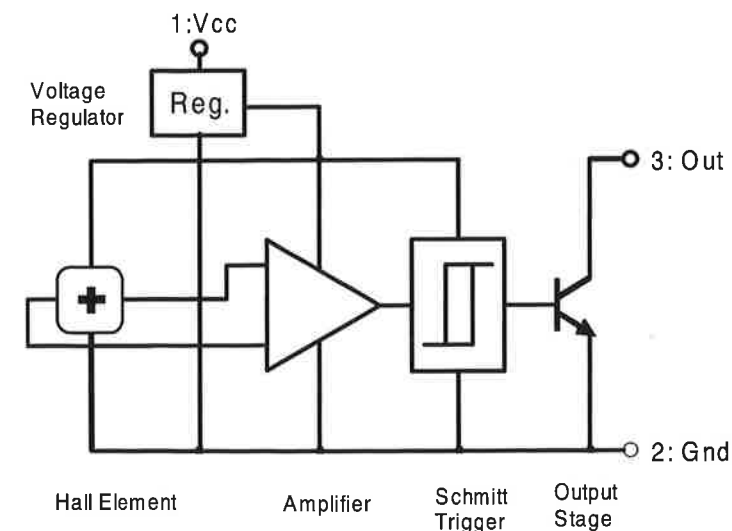 1:Vcc
Voltage
Regulator
Reg.
3: Out
2: Gnd
Hall Element
Amplifier
Schmitt
Trigger
Output
Stage